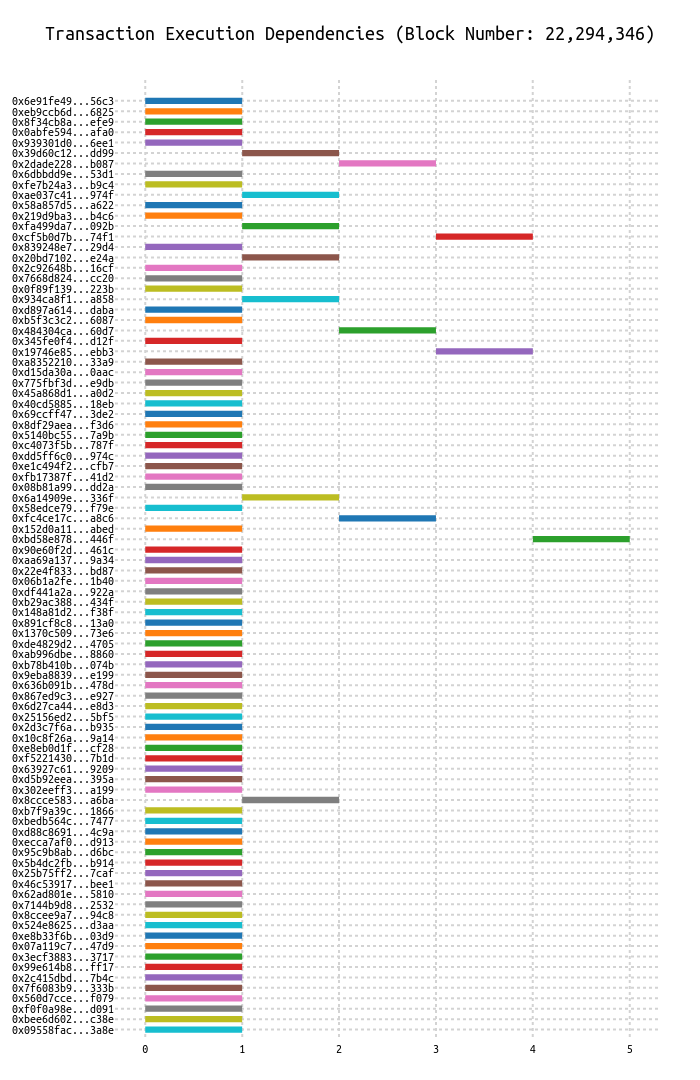 Transaction Execution Dependencies (Block Number: 22,294,346)
0x6e91fe49...56c3
0xeb9ccb6d...6825
0x8f34cb8a...efe9
0x0abfe594...afa0
0x939301d0...6ee1
0x39d60c12...dd99
0x2dade228...b087
0x6dbbdd9e...53d1
0xfe7b24a3...b9c4
0xae037c41...974f
0x58a857d5...a622
0x219d9ba3...b4c6
0xfa499da7...092b
0xcf5b0d7b...74f1
0x839248e7...29d4
0x20bd7102...e24a
0x2c92648b...16cf
0x7668d824...cc20
0x0f89f139...223b
0x934ca8f1...a858
0xd897a614...daba
0xb5f3c3c2...6087
0x484304ca...60d7
0x345fe0f4...d12f
0x19746e85...ebb3
0xa8352210...33a9
0xd15da30a...0aac
0x775fbf3d...e9db
0x45a868d1...a0d2
0x40cd5885...18eb
0x69ccff47...3de2
0x8df29aea...f3d6
0x5140bc55...7a9b
0xc4073f5b...787f
0xdd5ff6c0...974c
0xe1c494f2...cfb7
0xfb17387f...41d2
0x08b81a99...dd2a
0x6a14909e...336f
0x58edce79...f79e
0xfc4ce17c...a8c6
0x152d0a11...abed
0xbd58e878...446f
0x90e60f2d...461c
0xaa69a137...9a34
0x22e4f833...bd87
0x06b1a2fe...1b40
0xdf441a2a...922a
0xb29ac388...434f
0x148a81d2...f38f
0x891cf8c8...13a0
0x1370c509...73e6
0xde4829d2...4705
0xab996dbe...8860
0xb78b410b...074b
0x9eba8839...e199
0x636b091b...478d
0x867ed9c3...e927
0x6d27ca44...e8d3
0x25156ed2...5bf5
0x2d3c7f6a...b935
0x10c8f26a...9a14
0xe8eb0d1f...cf28
0xf5221430...7b1d
0x63927c61...9209
0xd5b92eea...395a
0x302eeff3...a199
0x8ccce583...a6ba
0xb7f9a39c...1866
0xbedb564c...7477
0xd88c8691...4c9a
0xecca7af0...d913
0x95c9b8ab...d6bc
0x5b4dc2fb...b914
0x25b75ff2...7caf
0x46c53917...bee1
0x62ad801e...5810
0x7144b9d8...2532
0x8ccee9a7...94c8
0x524e8625...d3aa
0xe8b33f6b...03d9
0x07a119c7...47d9
0x3ecf3883...3717
0x99e614b8...ff17
0x2c415dbd...7b4c
0x7f6083b9...333b
0x560d7cce...f079
0xf0f0a98e...d091
0xbee6d602...c38e
0x09558fac...3a8e
0 1 2 3 4 5